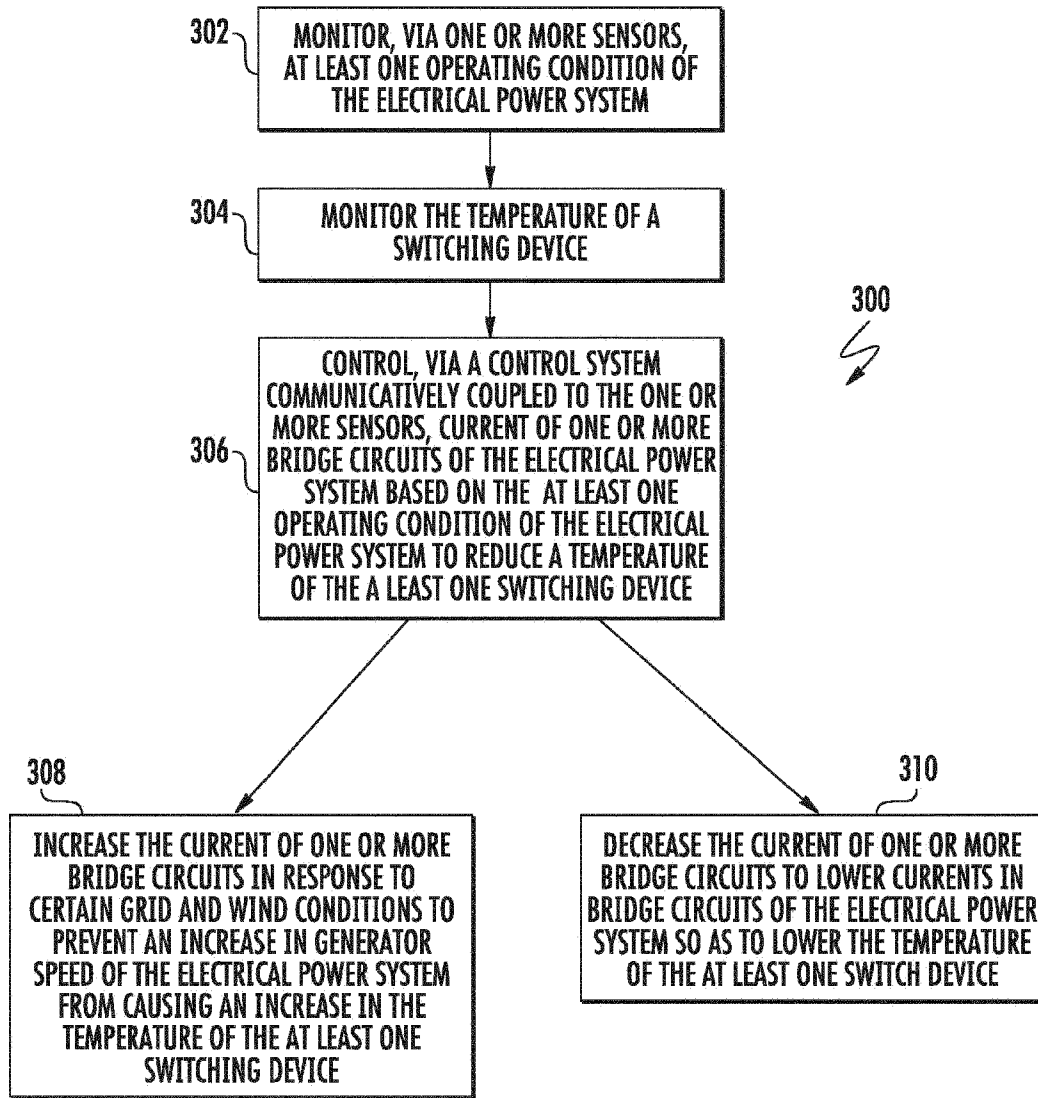 302
MONITOR, VIA ONE OR MORE SENSORS,
AT LEAST ONE OPERATING CONDITION OF
THE ELECTRICAL POWER SYSTEM
304
MONITOR THE TEMPERATURE OF A
SWITCHING DEVICE
300
306
CONTROL, VIA A CONTROL SYSTEM
COMMUNICATIVELY COUPLED TO THE ONE OR
MORE SENSORS, CURRENT OF ONE OR MORE
BRIDGE CIRCUITS OF THE ELECTRICAL POWER
SYSTEM BASED ON THE AT LEAST ONE
OPERATING CONDITION OF THE ELECTRICAL
POWER SYSTEM TO REDUCE A TEMPERATURE
OF THE A LEAST ONE SWITCHING DEVICE
308
INCREASE THE CURRENT OF ONE OR MORE
BRIDGE CIRCUITS IN RESPONSE TO
CERTAIN GRID AND WIND CONDITIONS TO
PREVENT AN INCREASE IN GENERATOR
SPEED OF THE ELECTRICAL POWER SYSTEM
FROM CAUSING AN INCREASE IN THE
TEMPERATURE OF THE AT LEAST ONE
SWITCHING DEVICE
310
DECREASE THE CURRENT OF ONE OR MORE
BRIDGE CIRCUITS TO LOWER CURRENTS IN
BRIDGE CIRCUITS OF THE ELECTRICAL POWER
SYSTEM SO AS TO LOWER THE TEMPERATURE
OF THE AT LEAST ONE SWITCH DEVICE